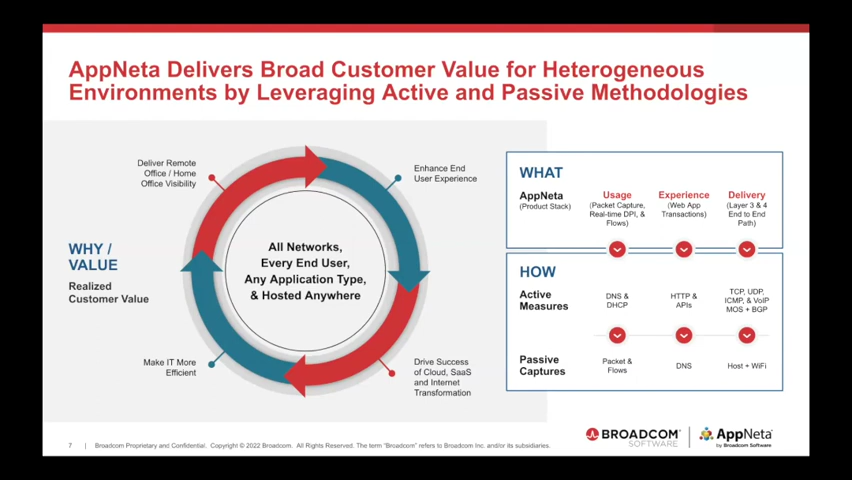 AppNeta Delivers Broad Customer Value for Heterogeneous
Environments by Leveraging Active and Passive Methodologies
WHY /
VALUE
Realized
Customer Value
Deliver Remote
Office / Home
Office Visibility
Enhance End
User Experience
All Networks,
Every End User,
Any Application Type,
& Hosted Anywhere
Make IT More
Efficient
Drive Success
of Cloud, SaaS
and Internet
Transformation
WHAT
AppNeta
(Product Stack)
Usage
(Packet Capture,
Real-time DPI, &
Flows)
Experience
(Web App
Transactions)
Delivery
(Layer 3 & 4
End to End
Path)
HOW
Active
Measures
DNS &
DHCP
HTTP &
APIs
TCP, UDP,
ICMP, & VoIP
MOS + BGP
Passive
Captures
Packet &
Flows
DNS
Host + WiFi
7 | Broadcom Proprietary and Confidential. Copyright © 2022 Broadcom. All Rights Reserved. The term "Broadcom" refers to Broadcom Inc. and/or its subsidiaries.
BROADCOM®
SOFTWARE
AppNeta
by Broadcom Software